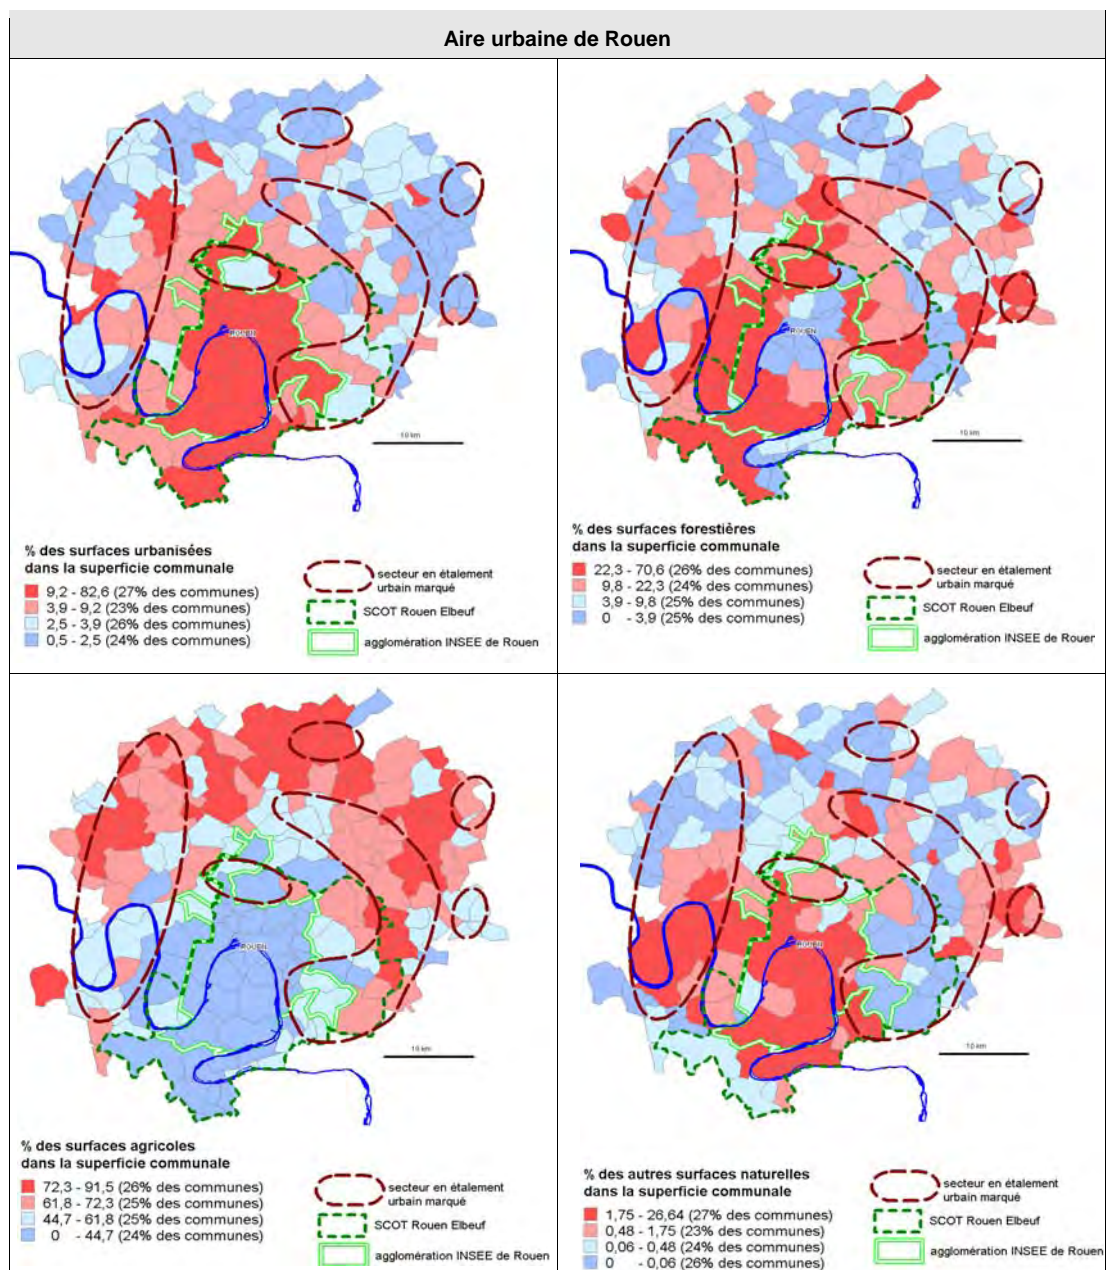 Aire urbaine de Rouen
ROUEN
10 km
% des surfaces urbanisées
dans la superficie communale
9,2 - 82,6 (27% des communes)
3,9 - 9,2 (23% des communes)
2,5 - 3,9 (26% des communes)
0,5 - 2,5 (24% des communes)
secteur en étalement
urbain marqué
SCOT Rouen Elbeuf
agglomération INSEE de Rouen
ROUEN
10 km
% des surfaces forestières
dans la superficie communale
22,3 - 70,6 (26% des communes)
9,8 - 22,3 (24% des communes)
3,9 - 9,8 (25% des communes)
0 - 3,9 (25% des communes)
secteur en étalement
urbain marqué
SCOT Rouen Elbeuf
agglomération INSEE de Rouen
ROUEN
10 km
% des surfaces agricoles
dans la superficie communale
72,3 - 91,5 (26% des communes)
61,8 - 72,3 (25% des communes)
44,7 - 61,8 (25% des communes)
0 - 44,7 (24% des communes)
secteur en étalement
urbain marqué
SCOT Rouen Elbeuf
agglomération INSEE de Rouen
ROUEN
10 km
% des autres surfaces naturelles
dans la superficie communale
1,75 - 26,64 (27% des communes)
0,48 - 1,75 (23% des communes)
0,06 - 0,48 (24% des communes)
0 - 0,06 (26% des communes)
secteur en étalement
urbain marqué
SCOT Rouen Elbeuf
agglomération INSEE de Rouen